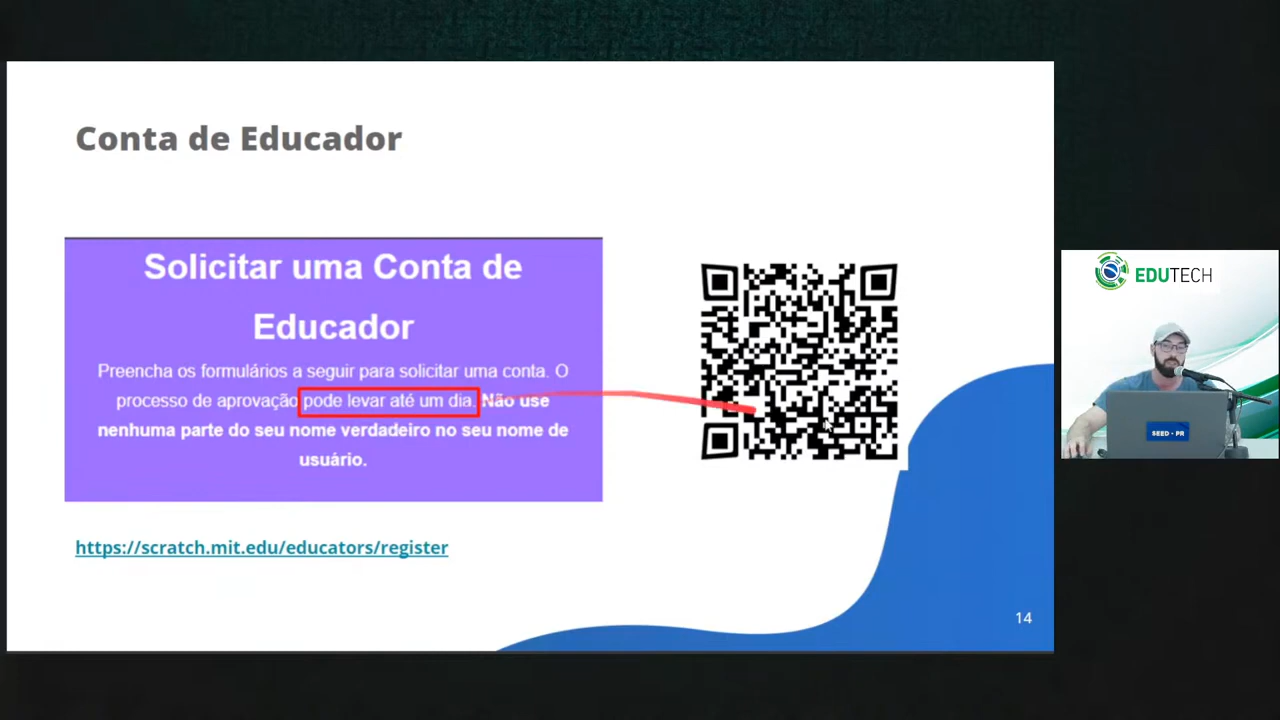 Conta de Educador
Solicitar uma Conta de
Educador
Preencha os formulários a seguir para solicitar uma conta. O
processo de aprovação pode levar até um dia. Não use
nenhuma parte do seu nome verdadeiro no seu nome de
usuário.
https://scratch.mit.edu/educators/register
14
EDUTECH
SEED - PR